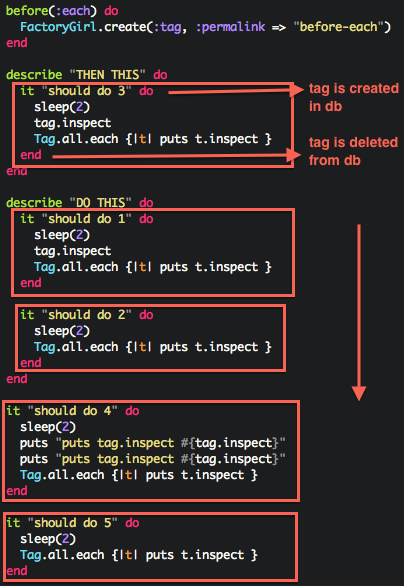 before(:each) do
FactoryGirl.create(:tag, :permalink => "before-each")
end
describe "THEN THIS" do
it "should do 3" do
tag is created
in db
sleep(2)
tag.inspect
Tag.all.each {|t| puts t.inspect }
end
tag is deleted
from db
end
describe "DO THIS" do
it "should do 1" do
sleep(2)
tag.inspect
Tag.all.each {|t| puts t.inspect }
end
it "should do 2" do
sleep(2)
Tag.all.each {|t| puts t.inspect }
end
end
it "should do 4" do
sleep(2)
puts "puts tag.inspect #{tag.inspect}"
puts "puts tag.inspect #{tag.inspect}"
Tag.all.each {|t| puts t.inspect }
end
it "should do 5" do
sleep(2)
Tag.all.each {|t| puts t.inspect }
end